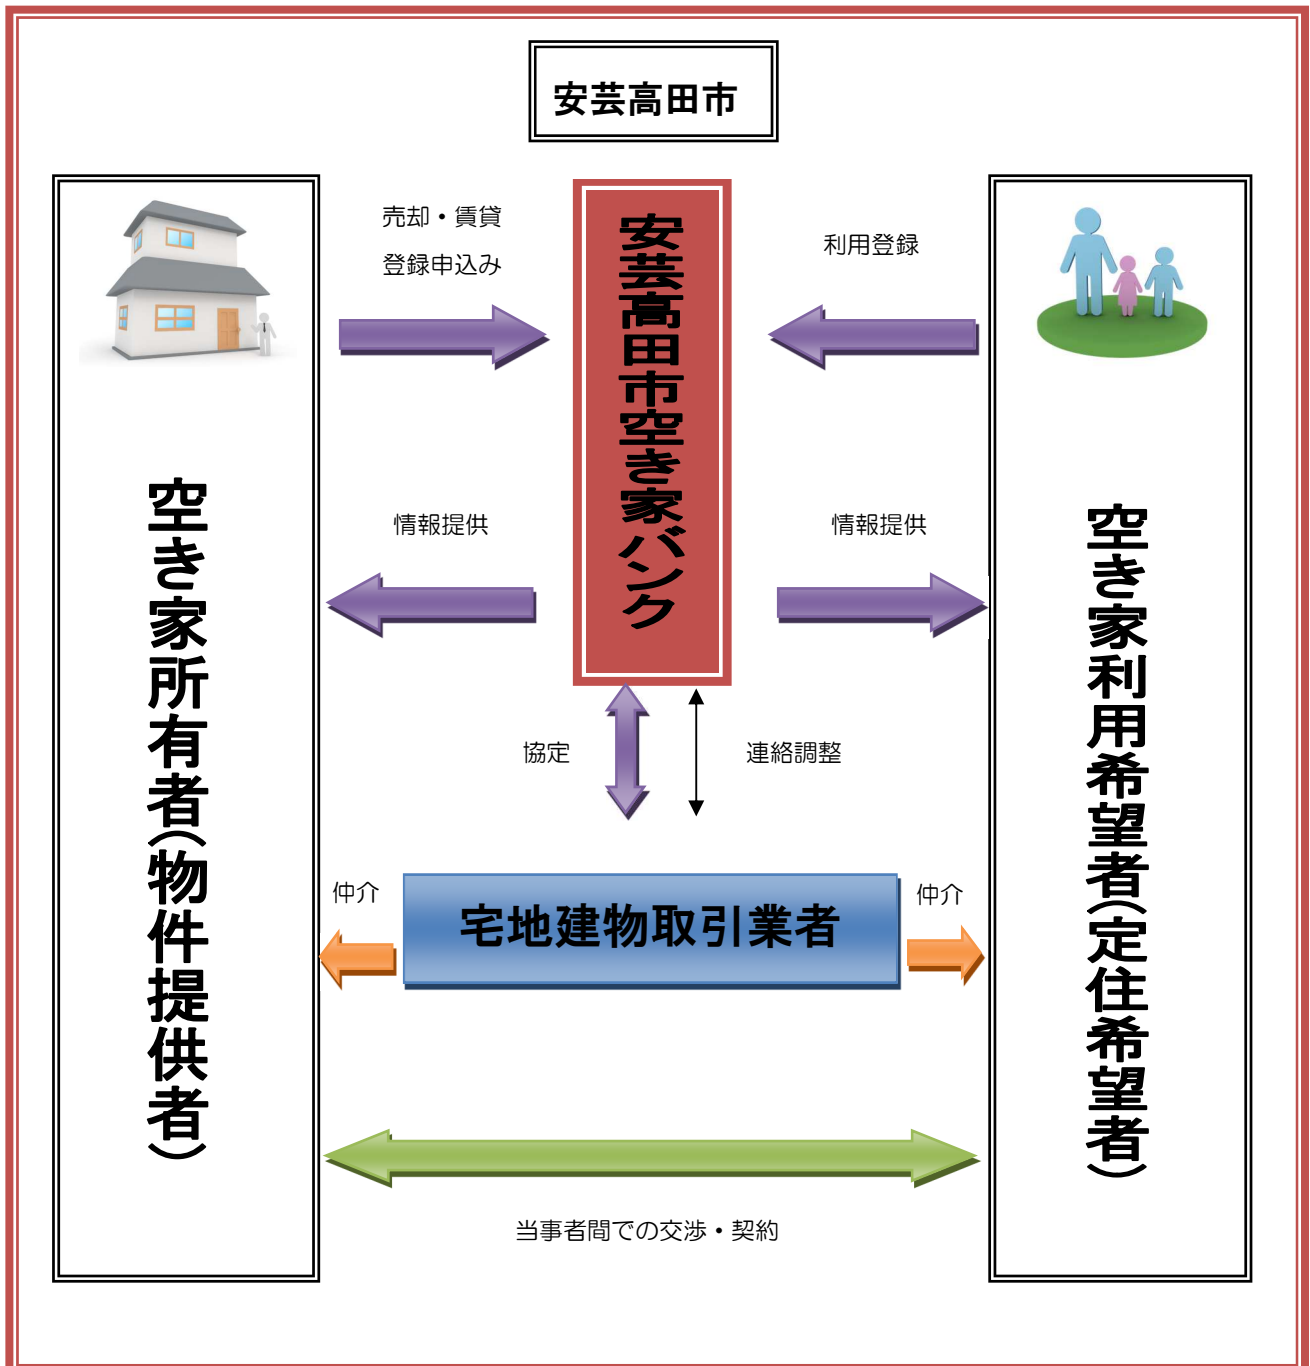 安芸高田市
売却・賃貸
登録申込み
利用登録
安芸高田市空き家バンク
空き家所有者(物件提供者)
空き家利用希望者(定住希望者)
情報提供
情報提供
協定
連絡調整
仲介
宅地建物取引業者
仲介
当事者間での交渉・契約